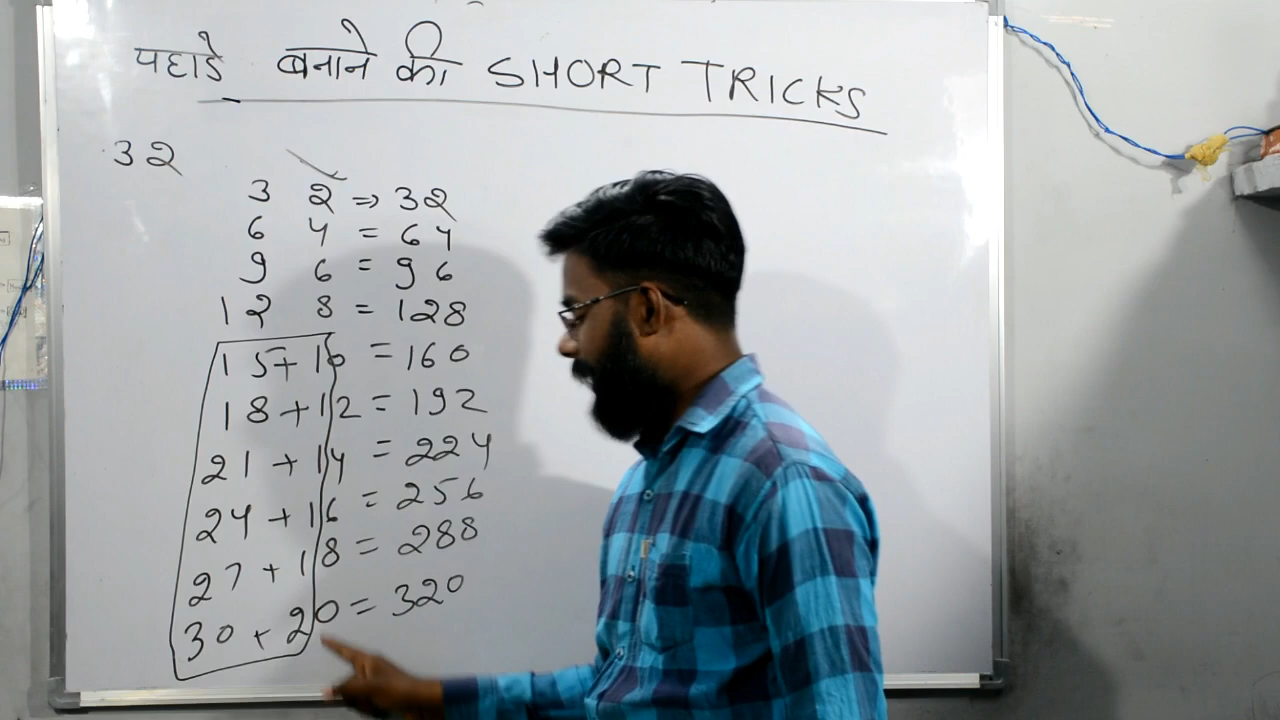 पहाडे बनाने की SHORT TRICKS
32
3 2 ⇒ 32
6 4 = 64
9 6 = 96
12 8 = 128
15+10 = 160
18+12 = 192
21+14 = 224
24+16 = 256
27+18 = 288
30+20 = 320